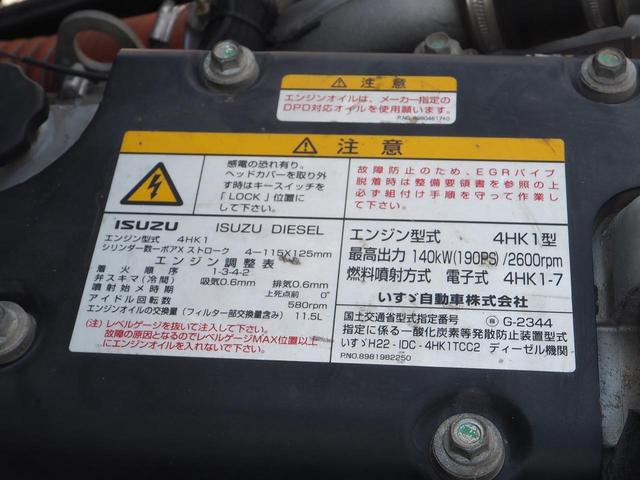 注意
エンジンオイルは、メーカー指定の
DPD対応オイルを使用願います。
P.NO.8980461740
注意
感電の恐れ有り。
ヘッドカバーを取り外
す時はキースイッチを
「LOCK」位置に
して下さい。
故障防止のため、EGRパイプ
脱着時は整備要領書を参照の上
必ず組付け手順を守って作業し
て下さい。
ISUZU ISUZU DIESEL
エンジン型式 4HK1
シリンダ数ーボアXストローク 4-115X125mm
エンジン調整表
着火順序 1-3-4-2
弁スキマ(冷間) 吸気0.6mm 排気0.6mm
噴射始メ時期 上死点前 0°
アイドル回転数 580rpm
エンジンオイルの交換量(フィルター部交換量含み) 11.5L
(注)レベルゲージを抜いて注入して下さい。
故障の原因となるのでレベルゲージMAX位置以上
にエンジンオイルを入れないで下さい。
エンジン型式 4HK1型
最高出力 140kW(190PS)/2600rpm
燃料噴射方式 電子式 4HK1-7
いすゞ自動車株式会社
国土交通省型式指定番号 G-2344
指定に係る一酸化炭素等発散防止装置型式
いすゞH22-IDC-4HK1TCC2 ディーゼル機関
P.NO.8981982250